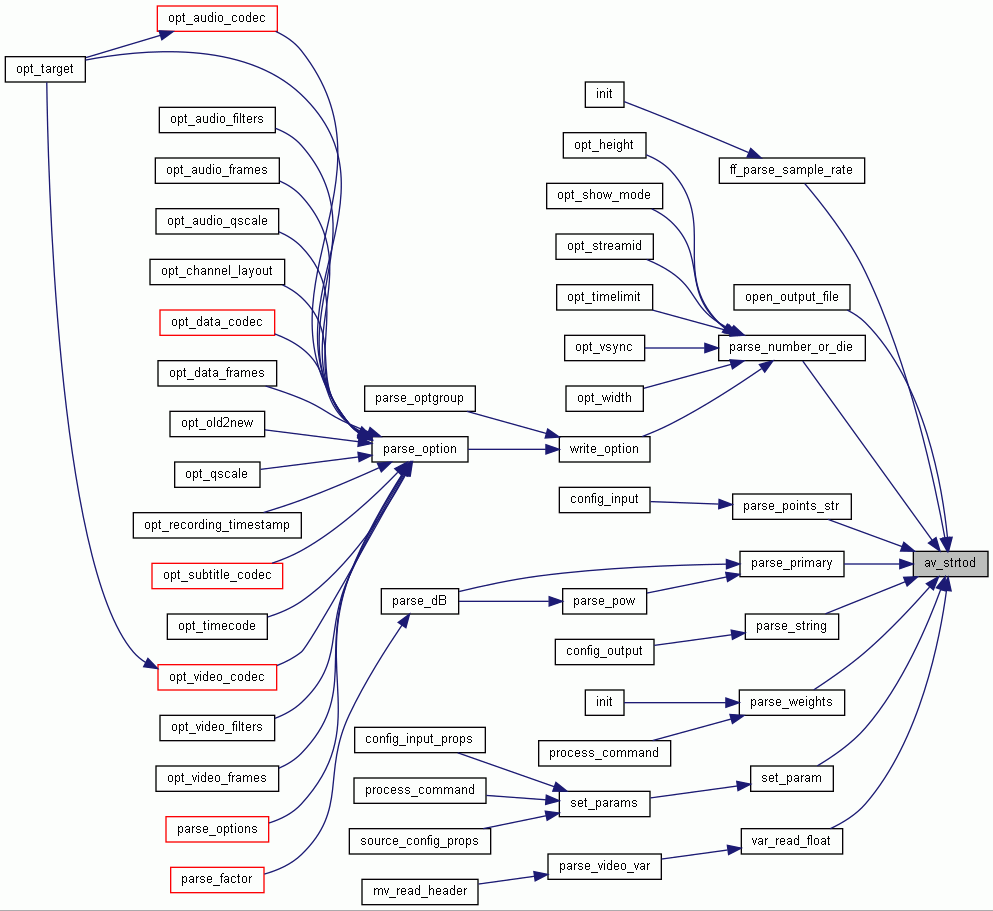 opt_audio_codec
opt_target
init
opt_audio_filters
opt_height
ff_parse_sample_rate
opt_audio_frames
opt_show_mode
opt_audio_qscale
opt_streamid
opt_channel_layout
opt_timelimit
open_output_file
opt_data_codec
opt_vsync
parse_number_or_die
opt_data_frames
parse_optgroup
opt_width
opt_old2new
parse_option
write_option
opt_qscale
config_input
parse_points_str
opt_recording_timestamp
av_strtod
parse_primary
opt_subtitle_codec
parse_dB
parse_pow
opt_timecode
parse_string
config_output
opt_video_codec
init
parse_weights
opt_video_filters
config_input_props
process_command
opt_video_frames
set_param
process_command
set_params
parse_options
source_config_props
var_read_float
parse_video_var
parse_factor
mv_read_header